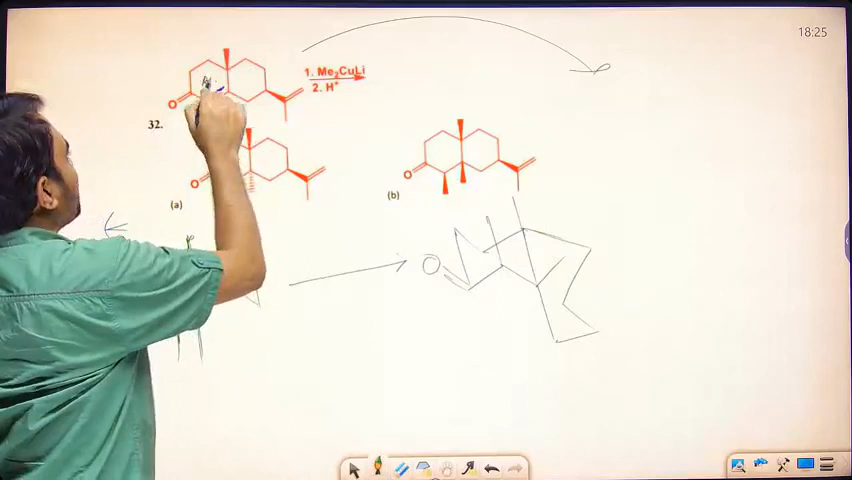 18:25
1. Me₂CuLi
2. H⁺
O
32.
O
O
(a)
(b)
O